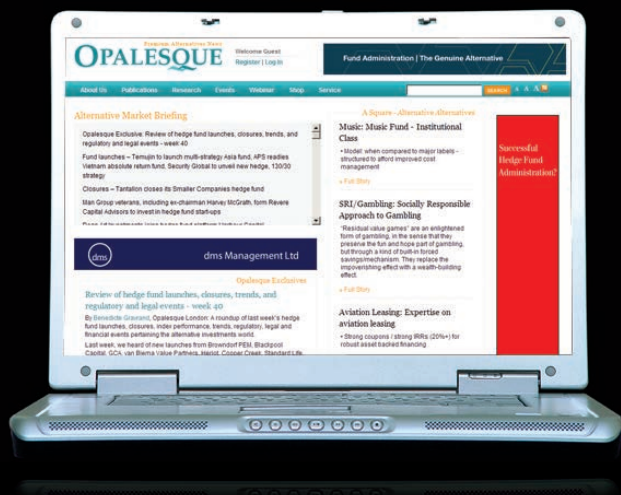 Premium Alternatives News
OPALESQUE
Welcome Guest
Register | Log in
Fund Administration | The Genuine Alternative
About Us Publications Research Events Webinar Shop Service
SEARCH A A A
Alternative Market Briefing
Opalesque Exclusive: Review of hedge fund launches, closures, trends, and
regulatory and legal events - week 40
Fund launches – Temujin to launch multi-strategy Asia fund, APS readies
Vietnam absolute return fund, Security Global to unveil new hedge, 130/30
strategy
Closures – Tantallon closes its Smaller Companies hedge fund
Man Group veterans, including ex-chairman Harvey McGrath, form Revere
Capital Advisors to invest in hedge fund start-ups
dms
dms Management Ltd
Opalesque Exclusives
Review of hedge fund launches, closures, trends, and
regulatory and legal events - week 40
By Benedicte Gravrand, Opalesque London: A roundup of last week's hedge
fund launches, closures, index performance, trends, regulatory, legal and
financial events pertaining the alternative investments world.
Last week, we heard of new launches from Browndorf PEM, Blackpool
Capital, GCA, van Biema Value Partners, Heriot, Cooper Creek, Standard Life
A Square - Alternative Alternatives
Music: Music Fund - Institutional
Class
• Model: when compared to major labels -
structured to afford improved cost
management
» Full Story
SRI/Gambling: Socially Responsible
Approach to Gambling
"Residual value games" are an enlightened
form of gambling, in the sense that they
preserve the fun and hope part of gambling,
but through a kind of built-in forced
savings/mechanism. They replace the
impoverishing effect with a wealth-building
effect.
» Full Story
Aviation Leasing: Expertise on
aviation leasing
• Strong coupons / strong IRRs (20%+) for
robust asset backed financing
Successful
Hedge Fund
Administration?